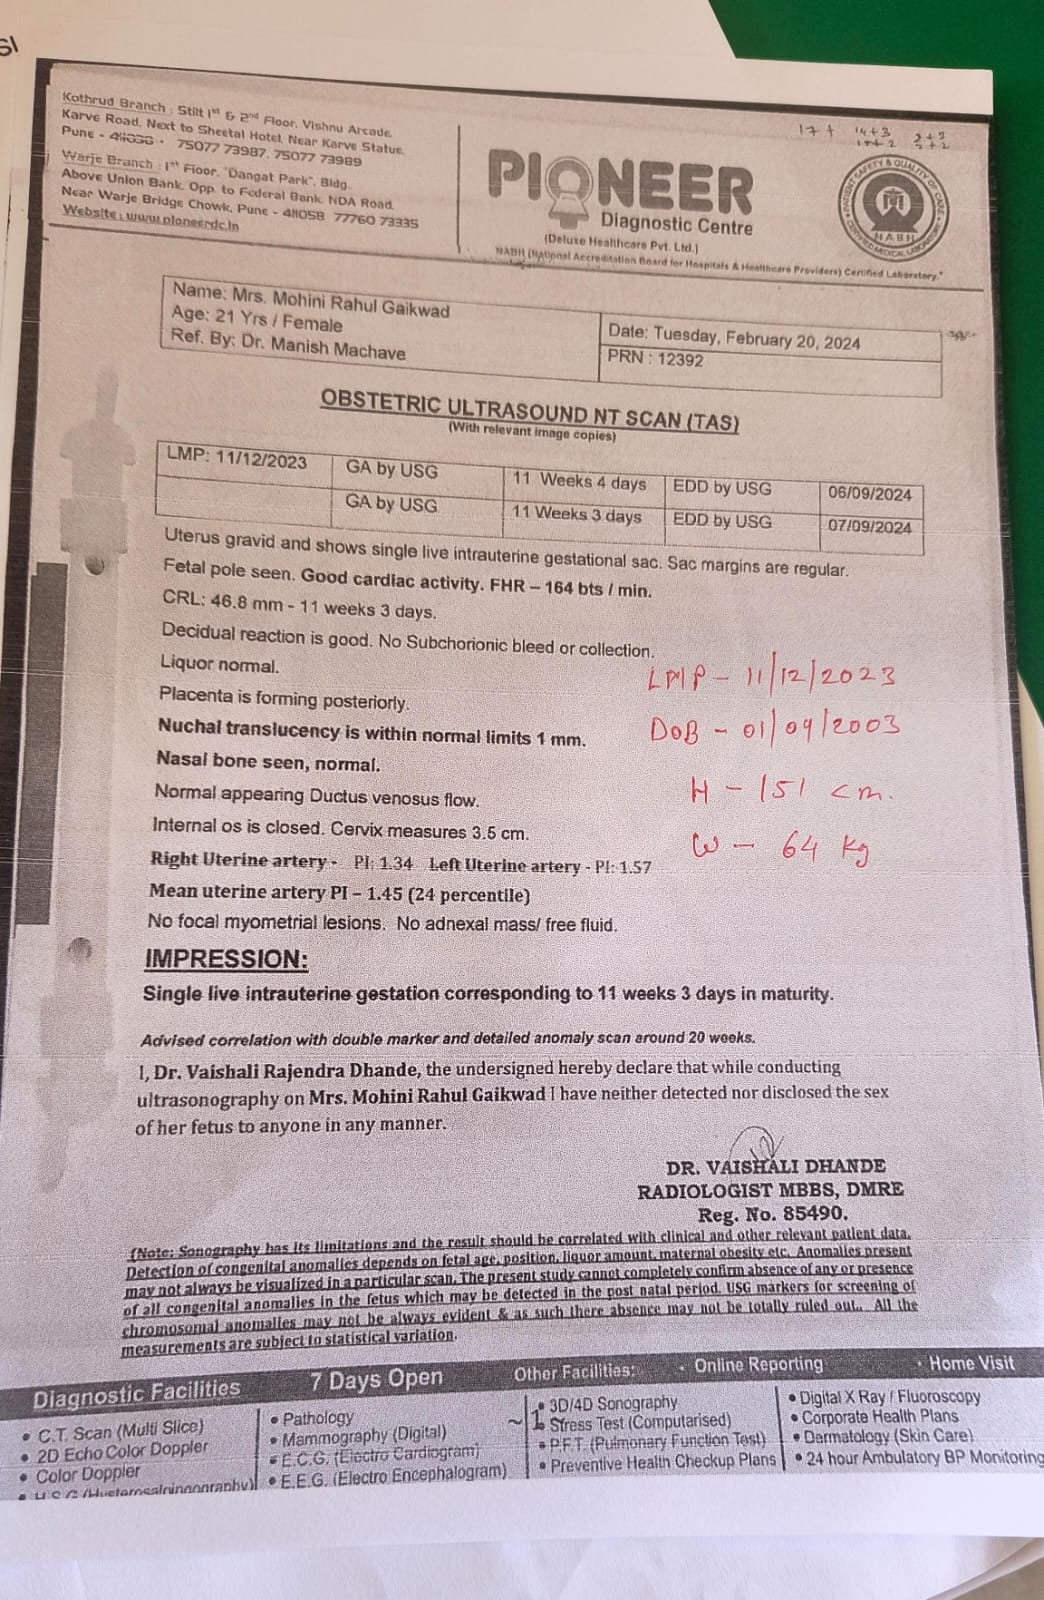 SI
Kothrud Branch : Stilt 1st & 2nd Floor, Vishnu Arcade,
Karve Road, Next to Sheetal Hotel, Near Karve Statue,
Pune - 411038 • 75077 73987, 75077 73989
Warje Branch : 1st Floor, "Dangat Park", Bldg.
Above Union Bank, Opp. to Federal Bank, NDA Road,
Near Warje Bridge Chowk, Pune - 411058 77760 73335
Website : www.pioneerdc.in
17+ 14+3
PIONEER
Diagnostic Centre
(Deluxe Healthcare Pvt. Ltd.)
NABH (National Accreditation Board for Hospitals & Healthcare Providers) Certified Laboratory."
PATIENT SAFETY & QUALITY OF CARE
NABH
CERTIFIED MEDICAL LABORATORY
Name: Mrs. Mohini Rahul Gaikwad
Age: 21 Yrs / Female
Ref. By: Dr. Manish Machave
Date: Tuesday, February 20, 2024
PRN : 12392
OBSTETRIC ULTRASOUND NT SCAN (TAS)
(With relevant image copies)
LMP: 11/12/2023 GA by USG 11 Weeks 4 days EDD by USG 06/09/2024
GA by USG 11 Weeks 3 days EDD by USG 07/09/2024
Uterus gravid and shows single live intrauterine gestational sac. Sac margins are regular.
Fetal pole seen. Good cardiac activity. FHR – 164 bts / min.
CRL: 46.8 mm - 11 weeks 3 days.
Decidual reaction is good. No Subchorionic bleed or collection.
Liquor normal.
LMP - 11/12/2023
Placenta is forming posteriorly.
Nuchal translucency is within normal limits 1 mm.
DOB - 01/09/2003
Nasal bone seen, normal.
Normal appearing Ductus venosus flow.
H - 151 cm.
Internal os is closed. Cervix measures 3.5 cm.
W - 64 kg
Right Uterine artery - PI: 1.34 Left Uterine artery - PI: 1.57
Mean uterine artery PI – 1.45 (24 percentile)
No focal myometrial lesions. No adnexal mass/ free fluid.
IMPRESSION:
Single live intrauterine gestation corresponding to 11 weeks 3 days in maturity.
Advised correlation with double marker and detailed anomaly scan around 20 weeks.
I, Dr. Vaishali Rajendra Dhande, the undersigned hereby declare that while conducting
ultrasonography on Mrs. Mohini Rahul Gaikwad I have neither detected nor disclosed the sex
of her fetus to anyone in any manner.
DR. VAISHALI DHANDE
RADIOLOGIST MBBS, DMRE
Reg. No. 85490.
(Note: Sonography has its limitations and the result should be correlated with clinical and other relevant patient data.
Detection of congenital anomalies depends on fetal age, position, liquor amount, maternal obesity etc. Anomalies present
may not always be visualized in a particular scan. The present study cannot completely confirm absence of any or presence
of all congenital anomalies in the fetus which may be detected in the post natal period. USG markers for screening of
chromosomal anomalies may not be always evident & as such there absence may not be totally ruled out.. All the
measurements are subject to statistical variation.
Diagnostic Facilities 7 Days Open Other Facilities: • Online Reporting • Home Visit
• C.T. Scan (Multi Slice)
• 2D Echo Color Doppler
• Color Doppler
• H.S.G (Hysterosalpingography)
• Pathology
• Mammography (Digital)
• E.C.G. (Electro Cardiogram)
• E.E.G. (Electro Encephalogram)
~1
• 3D/4D Sonography
• Stress Test (Computarised)
• P.F.T. (Pulmonary Function Test)
• Preventive Health Checkup Plans
• Digital X Ray / Fluoroscopy
• Corporate Health Plans
• Dermatology (Skin Care)
• 24 hour Ambulatory BP Monitoring